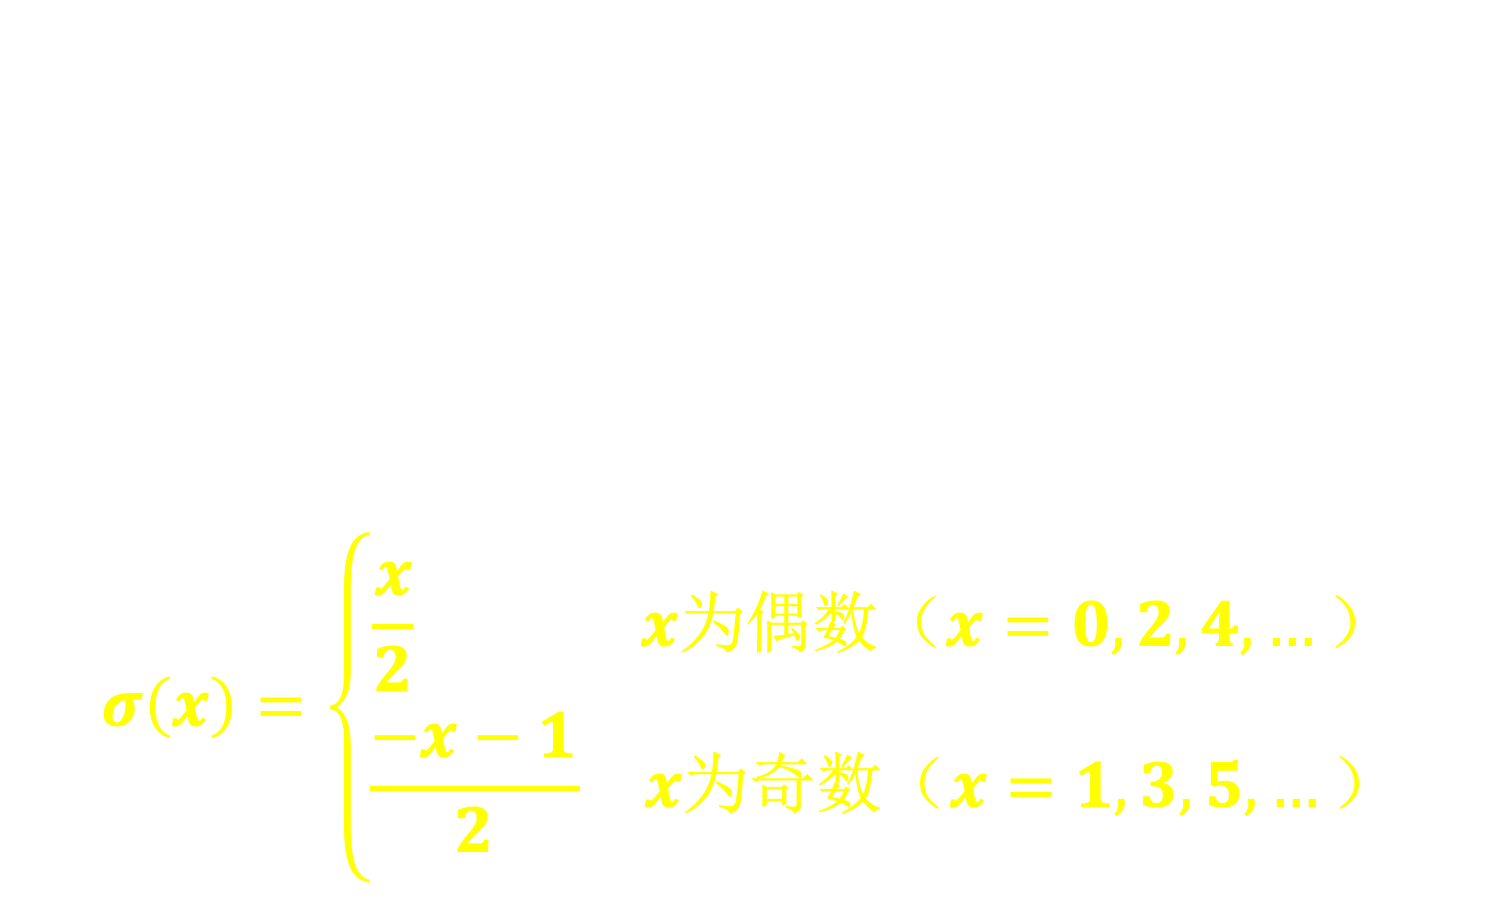 σ(x) = { x/2 x为偶数（x = 0, 2, 4, …）
(−x − 1)/2 x为奇数（x = 1, 3, 5, …）